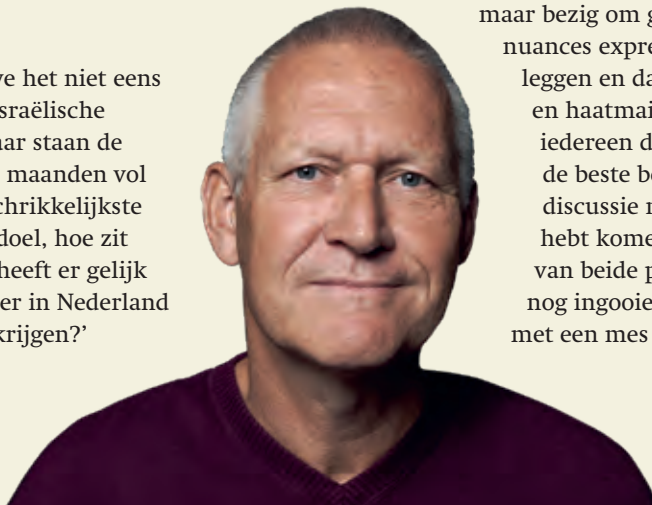 we het niet eens
sraëlische
aar staan de
maanden vol
chrikkelijkste
doel, hoe zit
heeft er gelijk
er in Nederland
krijgen?’
maar bezig om g
nuances expre
leggen en da
en haatmai
iedereen d
de beste be
discussie n
hebt kome
van beide p
nog ingooie
met een mes